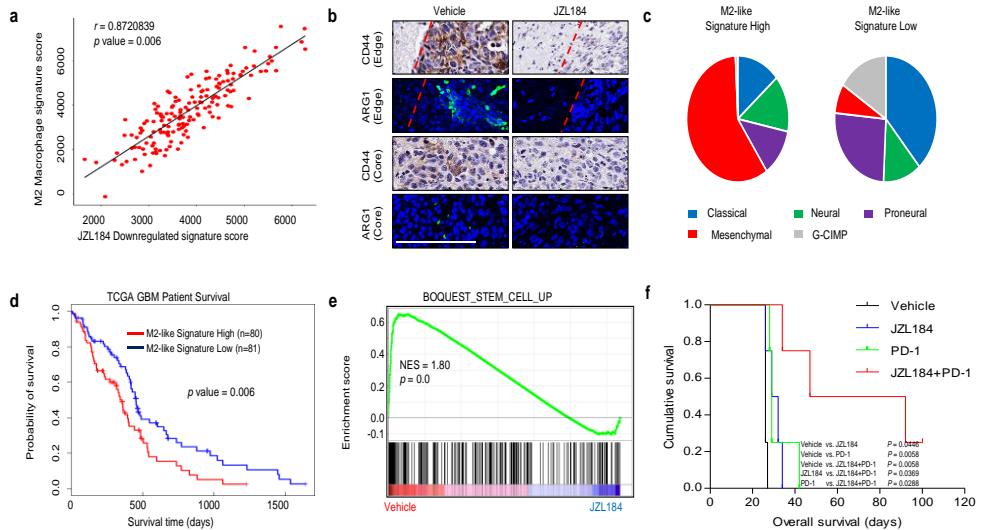 a
r = 0.8720839
p value = 0.006
M2 Macrophage signature score
0
2000
4000
6000
2000 3000 4000 5000 6000
JZL184 Downregulated signature score
b
Vehicle JZL184
CD44
(Edge)
ARG1
(Edge)
CD44
(Core)
ARG1
(Core)
c
M2-like
Signature High
M2-like
Signature Low
Classical Neural Proneural
Mesenchymal G-CIMP
d
TCGA GBM Patient Survival
M2-like Signature High (n=80)
M2-like Signature Low (n=81)
p value = 0.006
Probability of survival
1.0
0.8
0.6
0.4
0.2
0.0
0 500 1000 1500
Survival time (days)
e
BOQUEST_STEM_CELL_UP
Enrichment score
0.6
0.4
0.2
0.0
-0.1
NES = 1.80
p = 0.0
Vehicle JZL184
f
Cumulative survival
1.0
0.8
0.6
0.4
0.2
0.0
Vehicle
JZL184
PD-1
JZL184+PD-1
Vehicle vs. JZL184 P = 0.0446
Vehicle vs. PD-1 P = 0.0058
Vehicle vs. JZL184+PD-1 P = 0.0058
JZL184 vs. JZL184+PD-1 P = 0.0369
PD-1 vs. JZL184+PD-1 P = 0.0288
0 20 40 60 80 100 120
Overall survival (days)